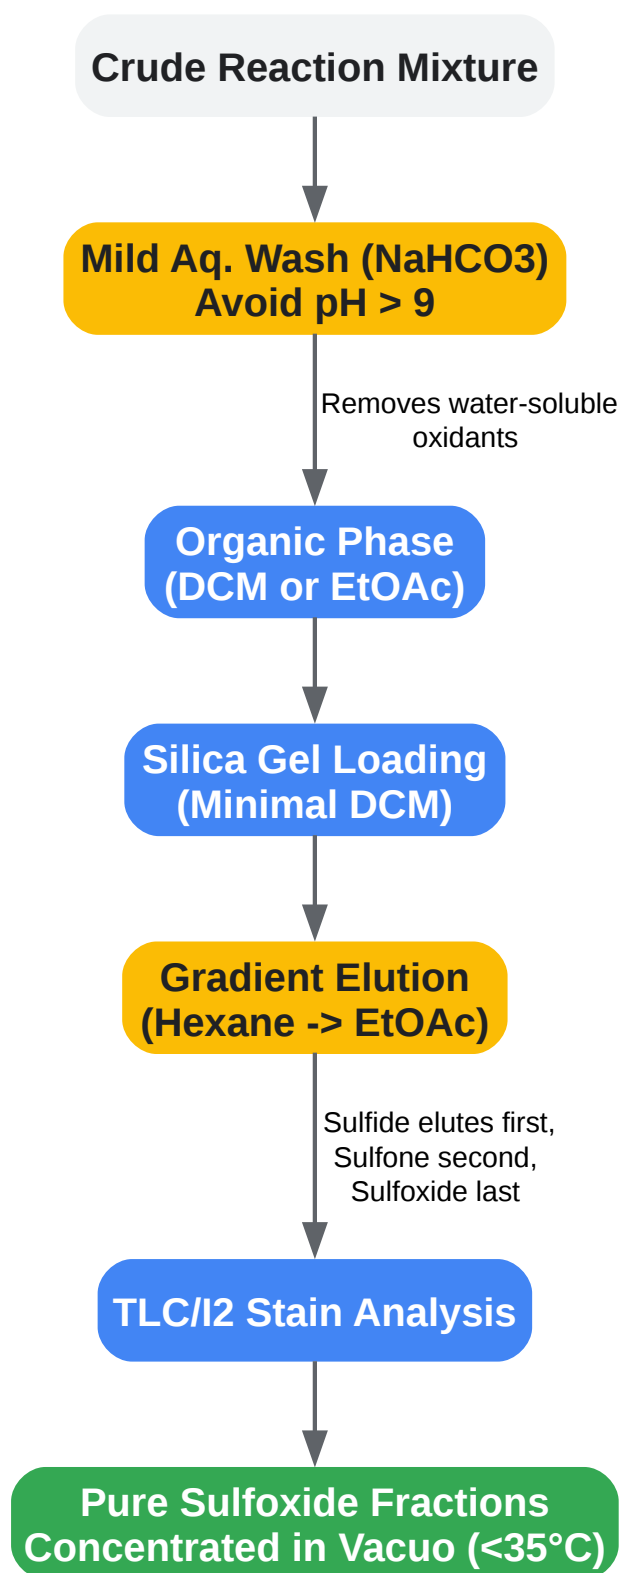 Crude Reaction Mixture
Mild Aq. Wash (NaHCO3)
Avoid pH > 9
Removes water-soluble
oxidants
Organic Phase
(DCM or EtOAc)
Silica Gel Loading
(Minimal DCM)
Gradient Elution
(Hexane -> EtOAc)
Sulfide elutes first,
Sulfone second,
Sulfoxide last
TLC/I2 Stain Analysis
Pure Sulfoxide Fractions
Concentrated in Vacuo (<35°C)